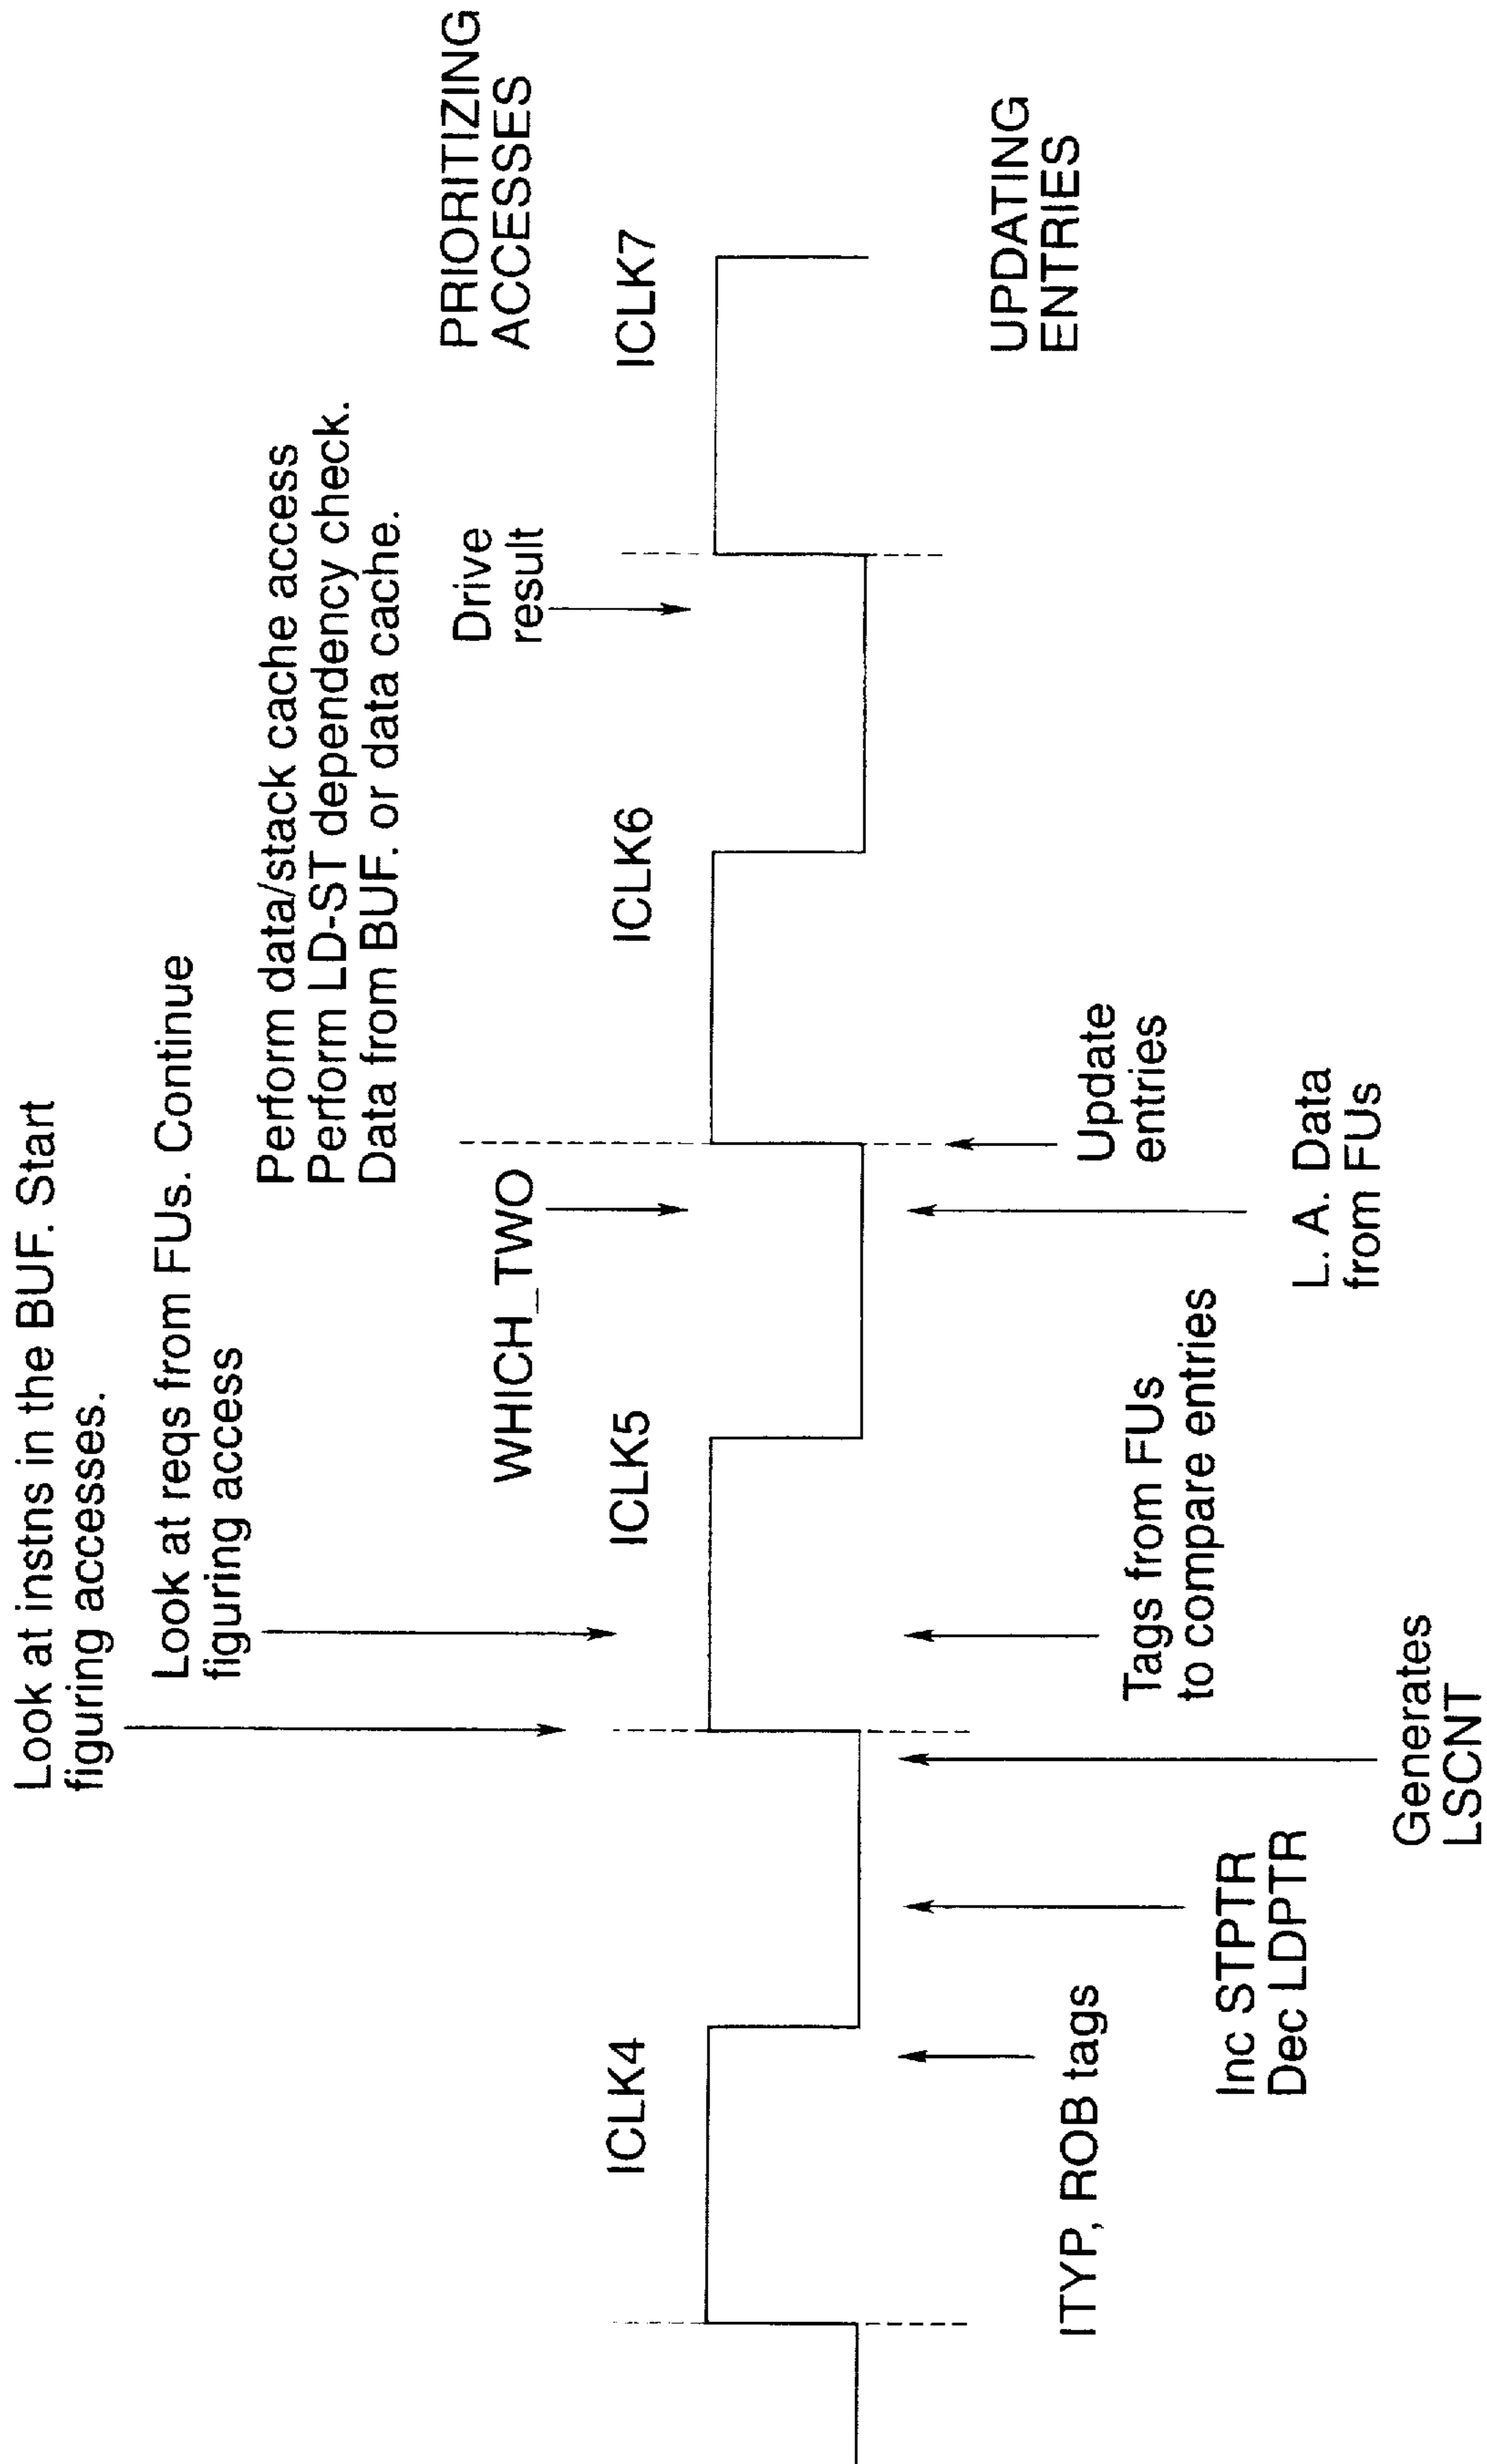 Look at instns in the BUF. Start
figuring accesses.
Look at reqs from FUs. Continue
figuring access
Perform data/stack cache access
Perform LD-ST dependency check.
Data from BUF. or data cache.
PRIORITIZING
ACCESSES
WHICH_TWO
Drive
result
ICLK4
ICLK5
ICLK6
ICLK7
ITYP, ROB tags
Inc STPTR
Dec LDPTR
Generates
LSCNT
Tags from FUs
to compare entries
L. A. Data
from FUs
Update
entries
UPDATING
ENTRIES